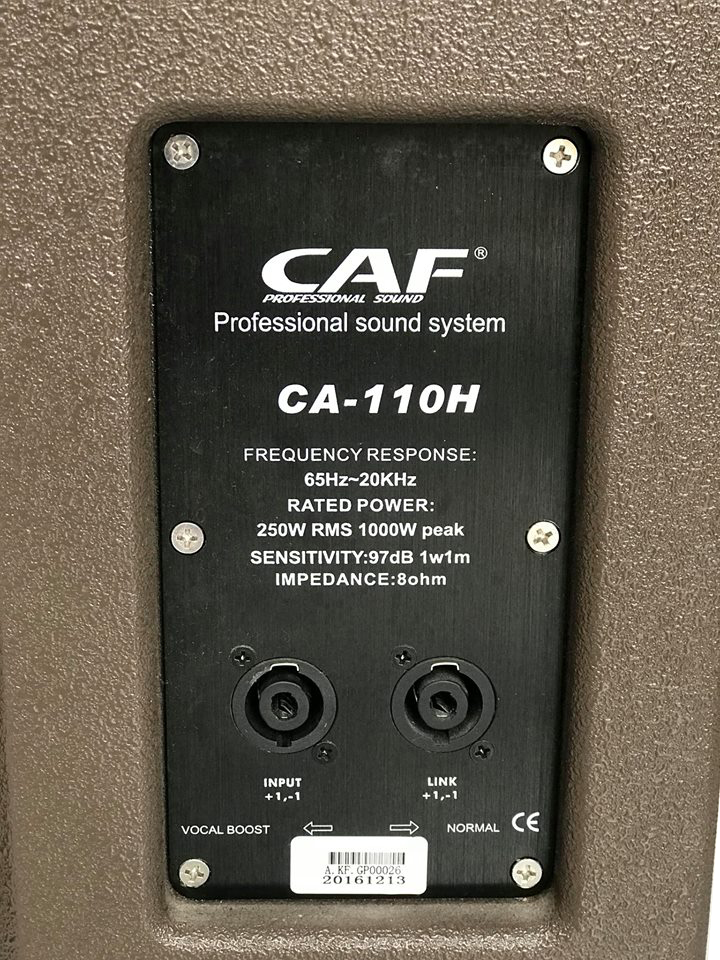 CAF®
PROFESSIONAL SOUND
Professional sound system
CA-110H
FREQUENCY RESPONSE:
65Hz~20KHz
RATED POWER:
250W RMS 1000W peak
SENSITIVITY:97dB 1w1m
IMPEDANCE:8ohm
INPUT LINK
+1,-1 +1,-1
VOCAL BOOST NORMAL CE
A.KF.GP00026
20161213